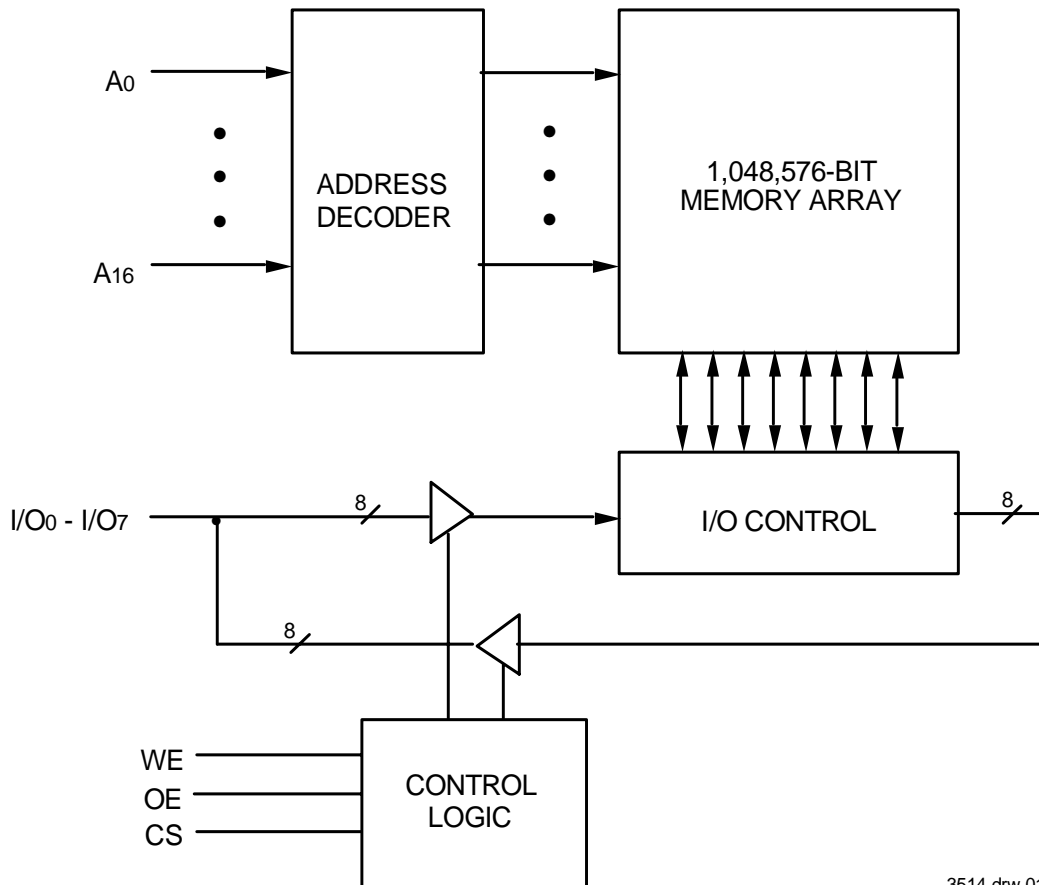 A0
A16
ADDRESS
DECODER
1,048,576-BIT
MEMORY ARRAY
I/O0 - I/O7
8
I/O CONTROL
8
8
WE
OE
CS
CONTROL
LOGIC